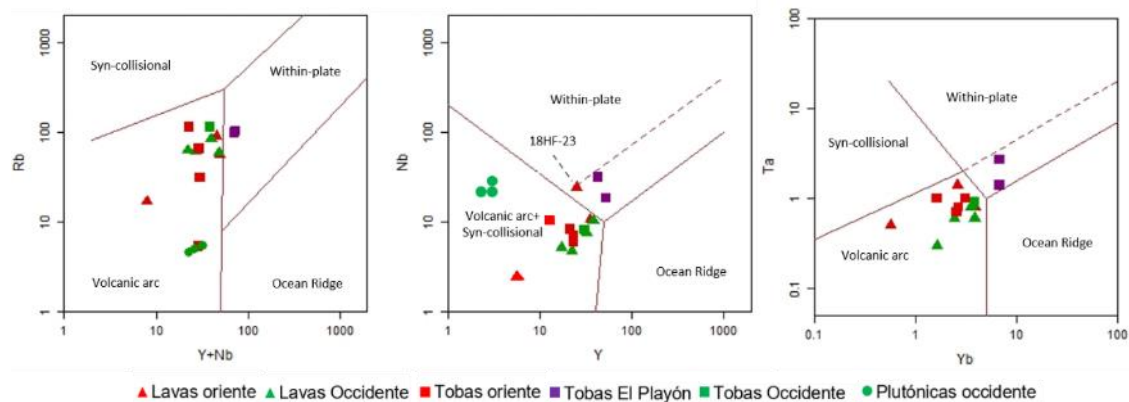 1000
100
10
1
Rb
Syn-collisional
Within-plate
Volcanic arc
Ocean Ridge
1 10 100 1000
Y+Nb
1000
100
10
1
Nb
Within-plate
18HF-23
Volcanic arc+
Syn-collisional
Ocean Ridge
1 10 100 1000
Y
100
10
1
0.1
Ta
Within-plate
Syn-collisional
Volcanic arc
Ocean Ridge
0.1 1 10 100
Yb
Lavas oriente Lavas Occidente Tobas oriente Tobas El Playón Tobas Occidente Plutónicas occidente